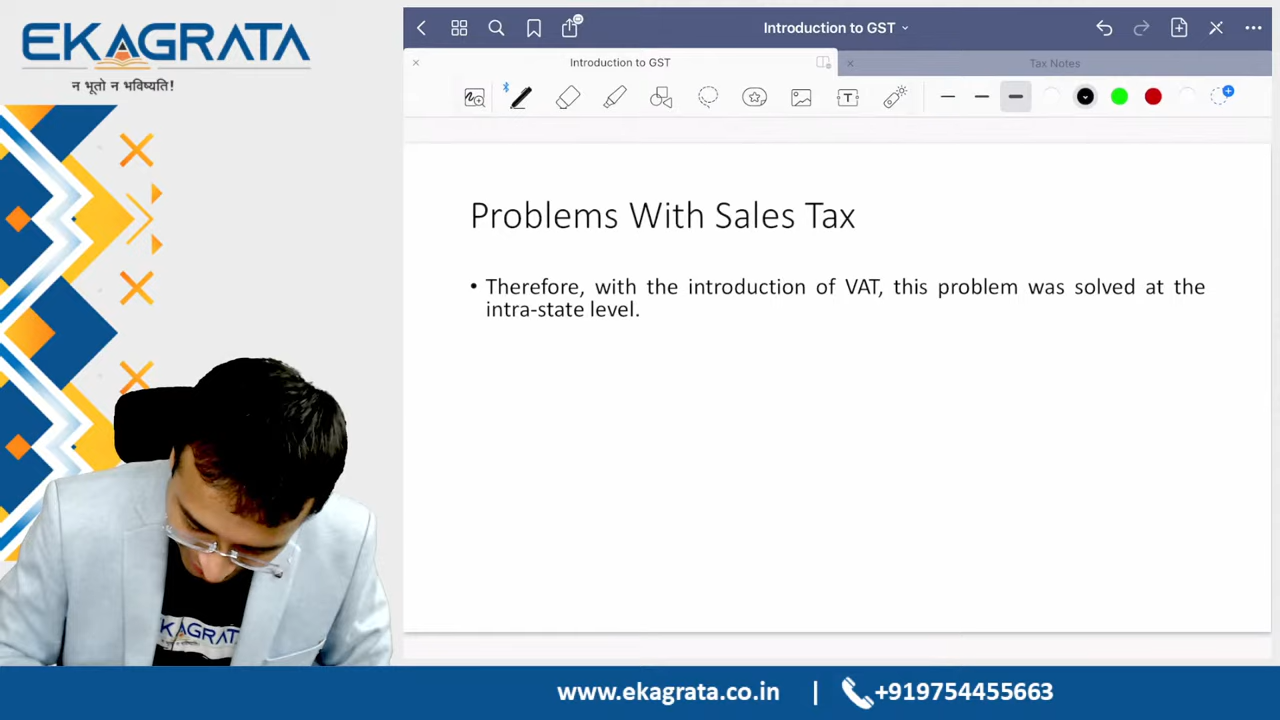 EKAGRATA
न भूतो न भविष्यति!
Introduction to GST
Introduction to GST
Tax Notes
T
Problems With Sales Tax
• Therefore, with the introduction of VAT, this problem was solved at the
intra-state level.
EKAGRATA
www.ekagrata.co.in | +919754455663